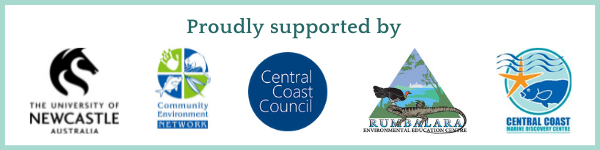 Proudly supported by
THE UNIVERSITY OF
NEWCASTLE
AUSTRALIA
Community
Environment
NETWORK
Central
Coast
Council
RUMBALARA
ENVIRONMENTAL EDUCATION CENTRE
CENTRAL COAST
MARINE DISCOVERY CENTRE